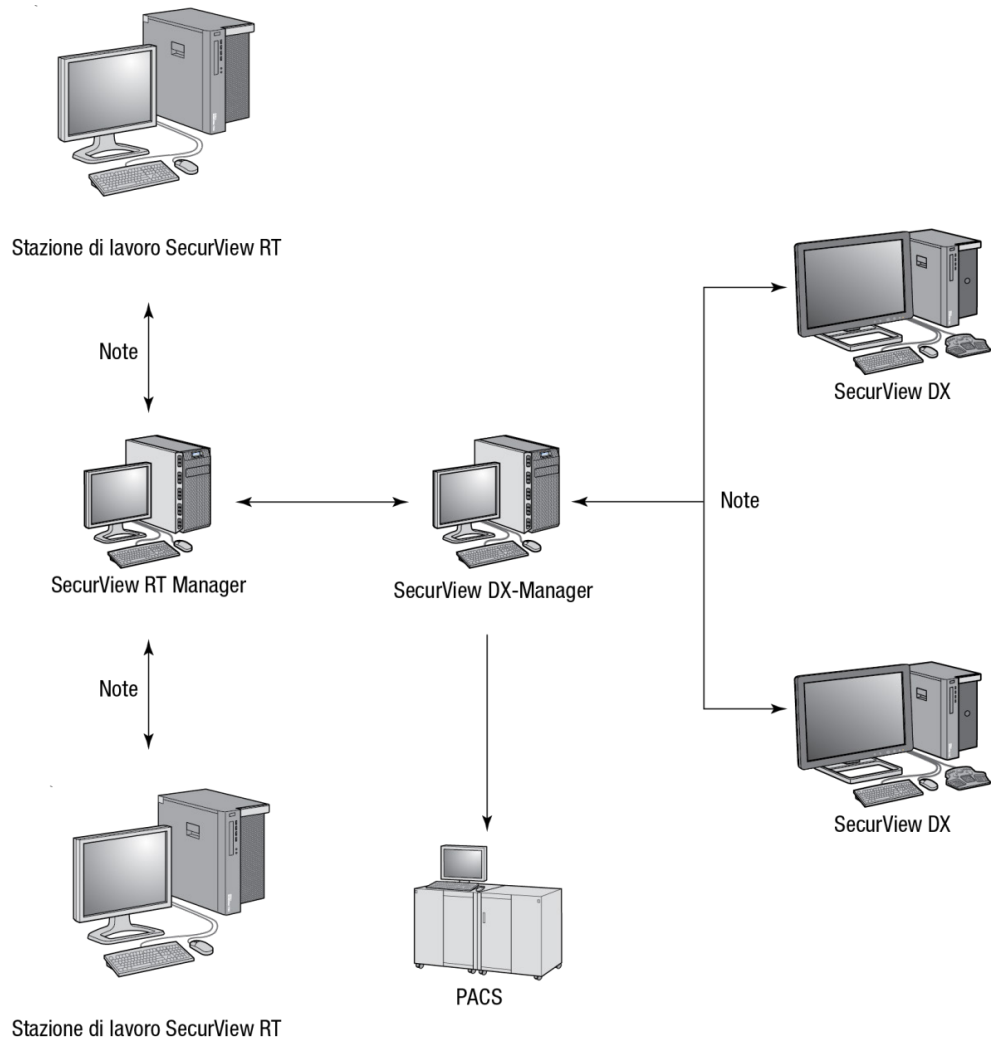 Stazione di lavoro SecurView RT
Note
SecurView DX
SecurView RT Manager
SecurView DX-Manager
Note
Note
SecurView DX
PACS
Stazione di lavoro SecurView RT